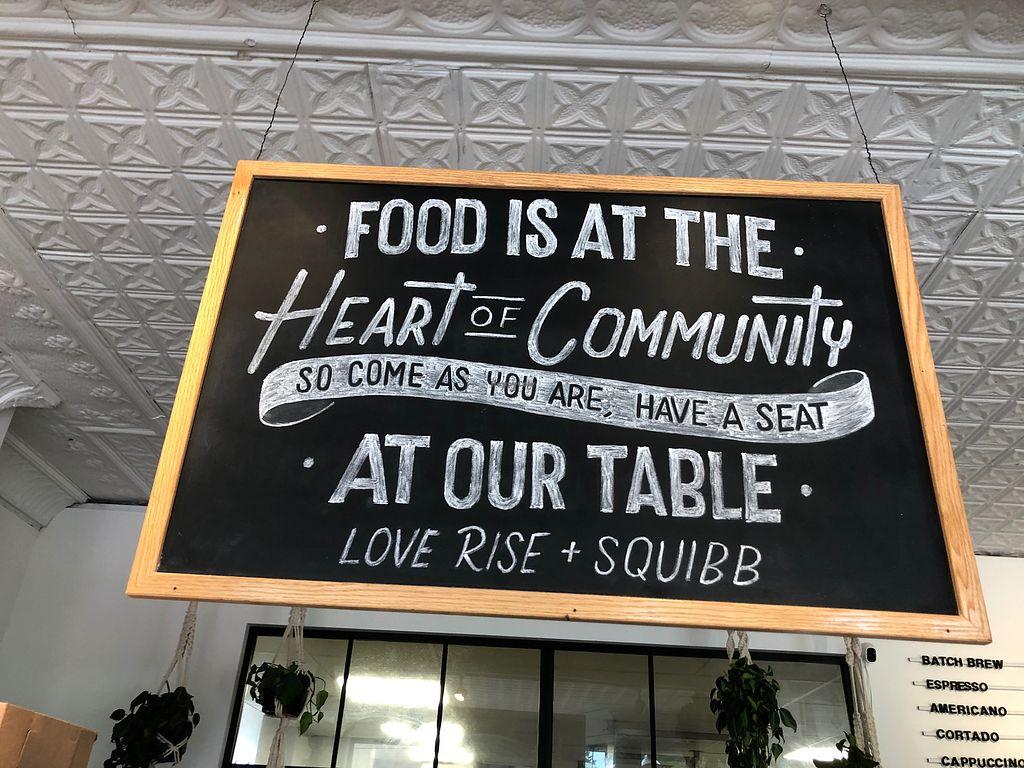 · FOOD IS AT THE ·
HEART OF COMMUNITY
SO COME AS YOU ARE, HAVE A SEAT
· AT OUR TABLE ·
LOVE RISE + SQUIBB
BATCH BREW
ESPRESSO
AMERICANO
CORTADO
CAPPUCCINO